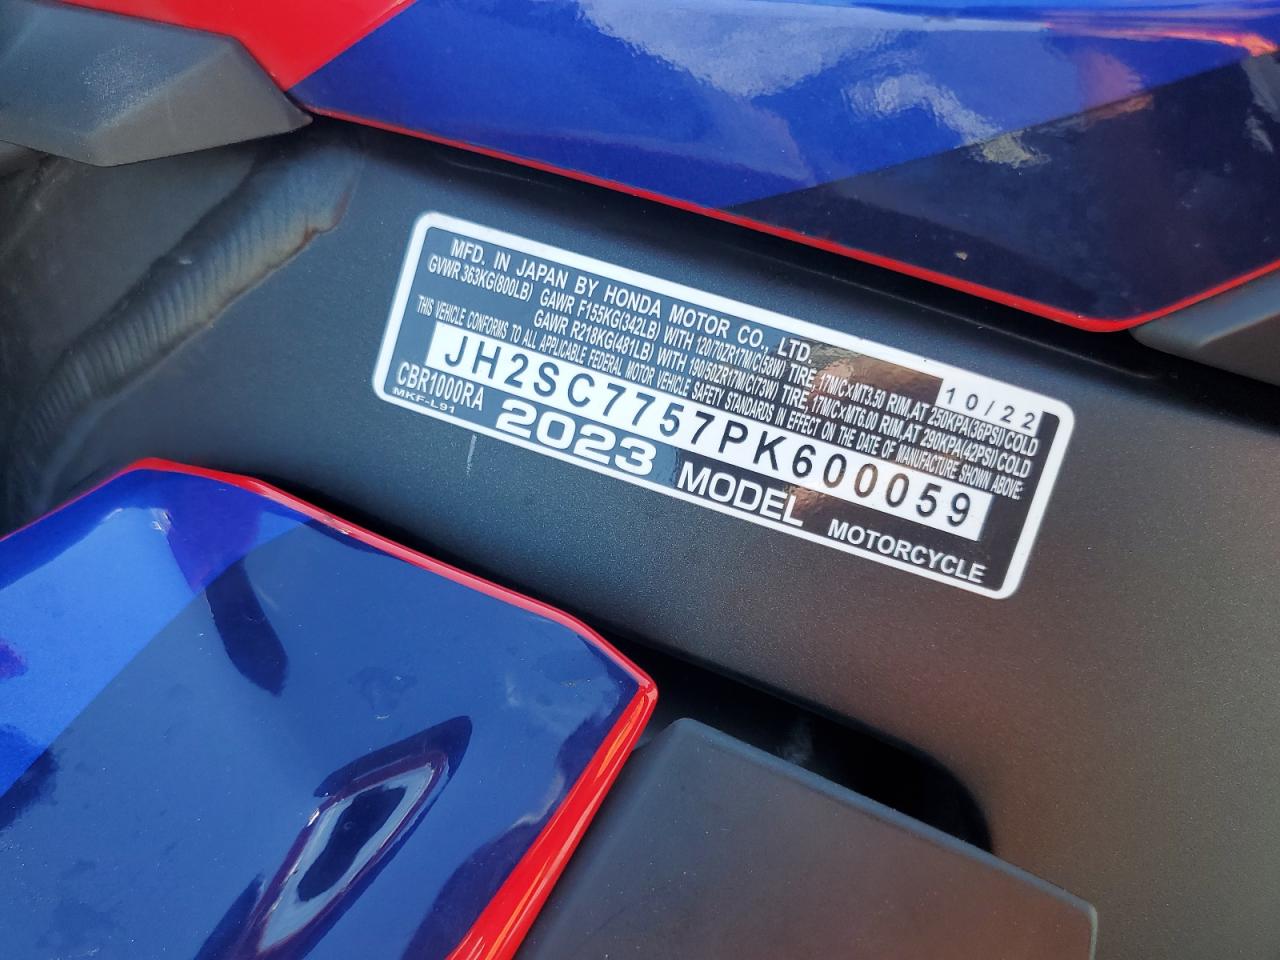 MFD. IN JAPAN BY HONDA MOTOR CO., LTD. 10/22
GVWR 363KG(800LB) GAWR F155KG(342LB) WITH 120/70ZR17M/C(58W) TIRE, 17M/C×MT3.50 RIM,AT 250KPA(36PSI)COLD
GAWR R218KG(481LB) WITH 190/50ZR17M/C(73W) TIRE, 17M/C×MT6.00 RIM,AT 290KPA(42PSI)COLD
THIS VEHICLE CONFORMS TO ALL APPLICABLE FEDERAL MOTOR VEHICLE SAFETY STANDARDS IN EFFECT ON THE DATE OF MANUFACTURE SHOWN ABOVE:
JH2SC7757PK600059
CBR1000RA
MKF-L91
2023 MODEL MOTORCYCLE